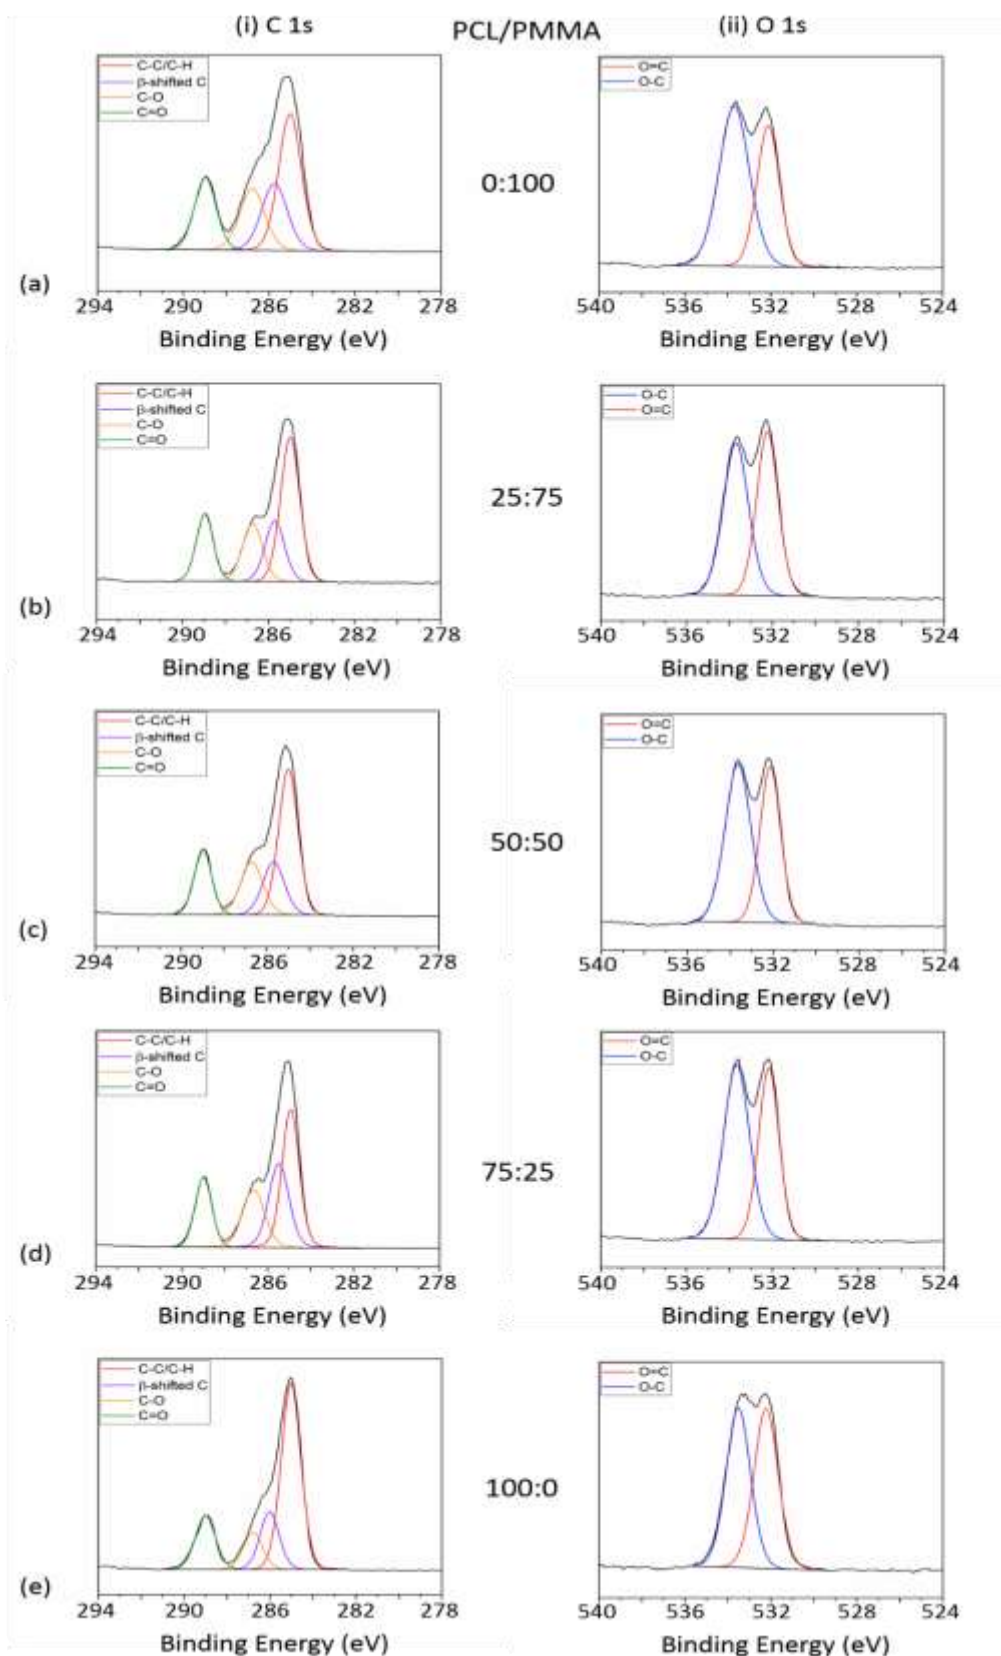 (i) C 1s
PCL/PMMA
(ii) O 1s
C-C/C-H
β-shifted C
C-O
C=O
O=C
O-C
0:100
(a)
294 290 286 282 278
Binding Energy (eV)
540 536 532 528 524
Binding Energy (eV)
C-C/C-H
β-shifted C
C-O
C=O
O-C
O=C
25:75
(b)
294 290 286 282 278
Binding Energy (eV)
540 536 532 528 524
Binding Energy (eV)
C-C/C-H
β-shifted C
C-O
C=O
O=C
O-C
50:50
(c)
294 290 286 282 278
Binding Energy (eV)
540 536 532 528 524
Binding Energy (eV)
C-C/C-H
β-shifted C
C-O
C=O
O=C
O-C
75:25
(d)
294 290 286 282 278
Binding Energy (eV)
540 536 532 528 524
Binding Energy (eV)
C-C/C-H
β-shifted C
C-O
C=O
O=C
O-C
100:0
(e)
294 290 286 282 278
Binding Energy (eV)
540 536 532 528 524
Binding Energy (eV)